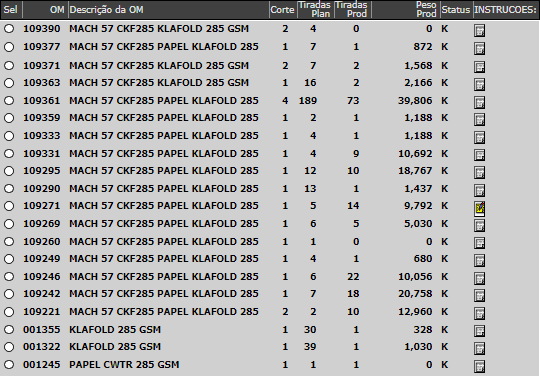 Sel OM Descrição da OM Corte Tiradas Plan Tiradas Prod Peso Prod Status INSTRUCOES:
109390 MACH 57 CKF285 KLAFOLD 285 GSM 2 4 0 0 K
109377 MACH 57 CKF285 PAPEL KLAFOLD 285 1 7 1 872 K
109371 MACH 57 CKF285 KLAFOLD 285 GSM 2 7 2 1,568 K
109363 MACH 57 CKF285 KLAFOLD 285 GSM 1 16 2 2,166 K
109361 MACH 57 CKF285 PAPEL KLAFOLD 285 4 189 73 39,806 K
109359 MACH 57 CKF285 PAPEL KLAFOLD 285 1 2 1 1,188 K
109333 MACH 57 CKF285 PAPEL KLAFOLD 285 1 4 1 1,188 K
109331 MACH 57 CKF285 PAPEL KLAFOLD 285 1 4 9 10,692 K
109295 MACH 57 CKF285 PAPEL KLAFOLD 285 1 12 10 18,767 K
109290 MACH 57 CKF285 PAPEL KLAFOLD 285 1 13 1 1,437 K
109271 MACH 57 CKF285 PAPEL KLAFOLD 285 1 5 14 9,792 K
109269 MACH 57 CKF285 PAPEL KLAFOLD 285 1 6 5 5,030 K
109260 MACH 57 CKF285 PAPEL KLAFOLD 285 1 1 0 0 K
109249 MACH 57 CKF285 PAPEL KLAFOLD 285 1 4 1 680 K
109246 MACH 57 CKF285 PAPEL KLAFOLD 285 1 6 22 10,056 K
109242 MACH 57 CKF285 PAPEL KLAFOLD 285 1 7 18 20,758 K
109221 MACH 57 CKF285 PAPEL KLAFOLD 285 2 2 10 12,960 K
001355 KLAFOLD 285 GSM 1 30 1 328 K
001322 KLAFOLD 285 GSM 1 39 1 1,030 K
001245 PAPEL CWTR 285 GSM 1 1 1 0 K